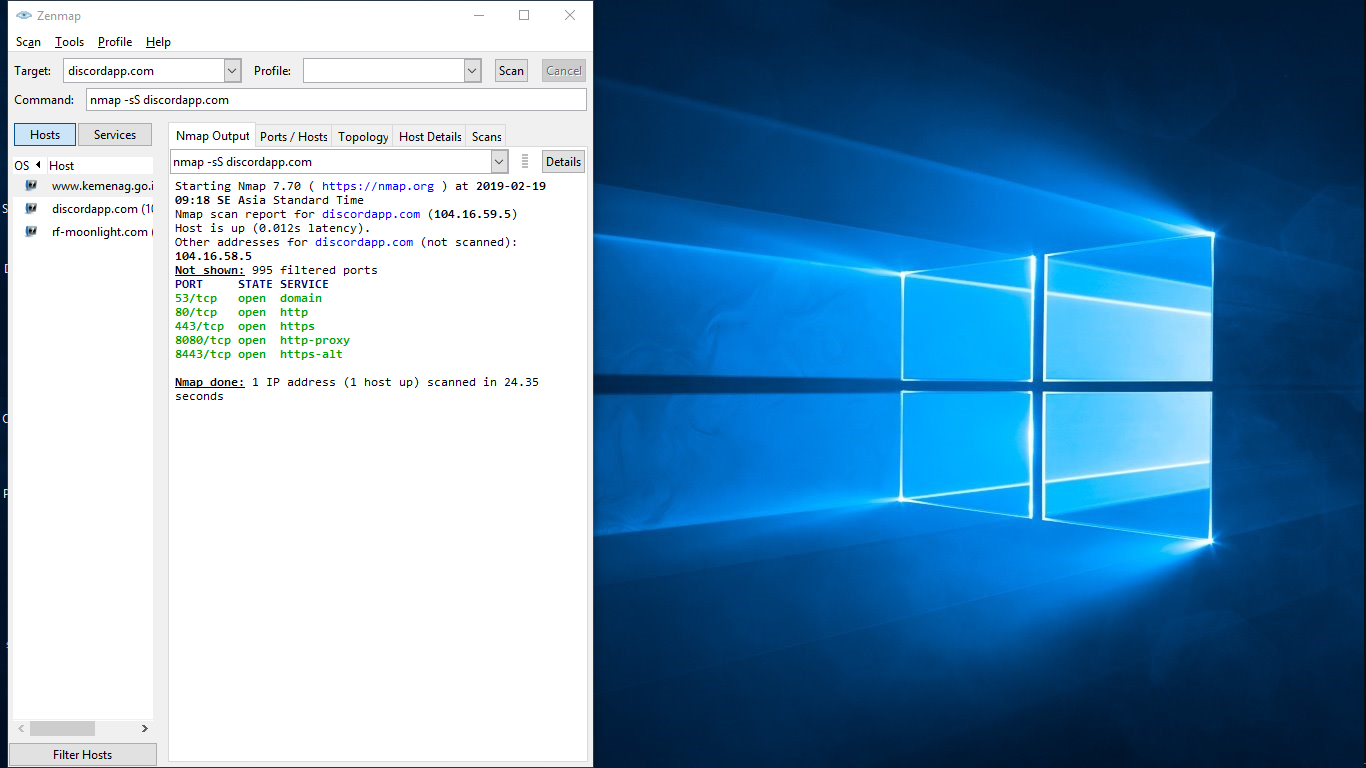 Zenmap
Scan Tools Profile Help
Target: discordapp.com Profile: Scan Cancel
Command: nmap -sS discordapp.com
Hosts Services
Nmap Output Ports / Hosts Topology Host Details Scans
OS Host
nmap -sS discordapp.com Details
www.kemenag.go.i
discordapp.com (10
rf-moonlight.com (
Starting Nmap 7.70 ( https://nmap.org ) at 2019-02-19
09:18 SE Asia Standard Time
Nmap scan report for discordapp.com (104.16.59.5)
Host is up (0.012s latency).
Other addresses for discordapp.com (not scanned):
104.16.58.5
Not shown: 995 filtered ports
PORT STATE SERVICE
53/tcp open domain
80/tcp open http
443/tcp open https
8080/tcp open http-proxy
8443/tcp open https-alt
Nmap done: 1 IP address (1 host up) scanned in 24.35
seconds
Filter Hosts